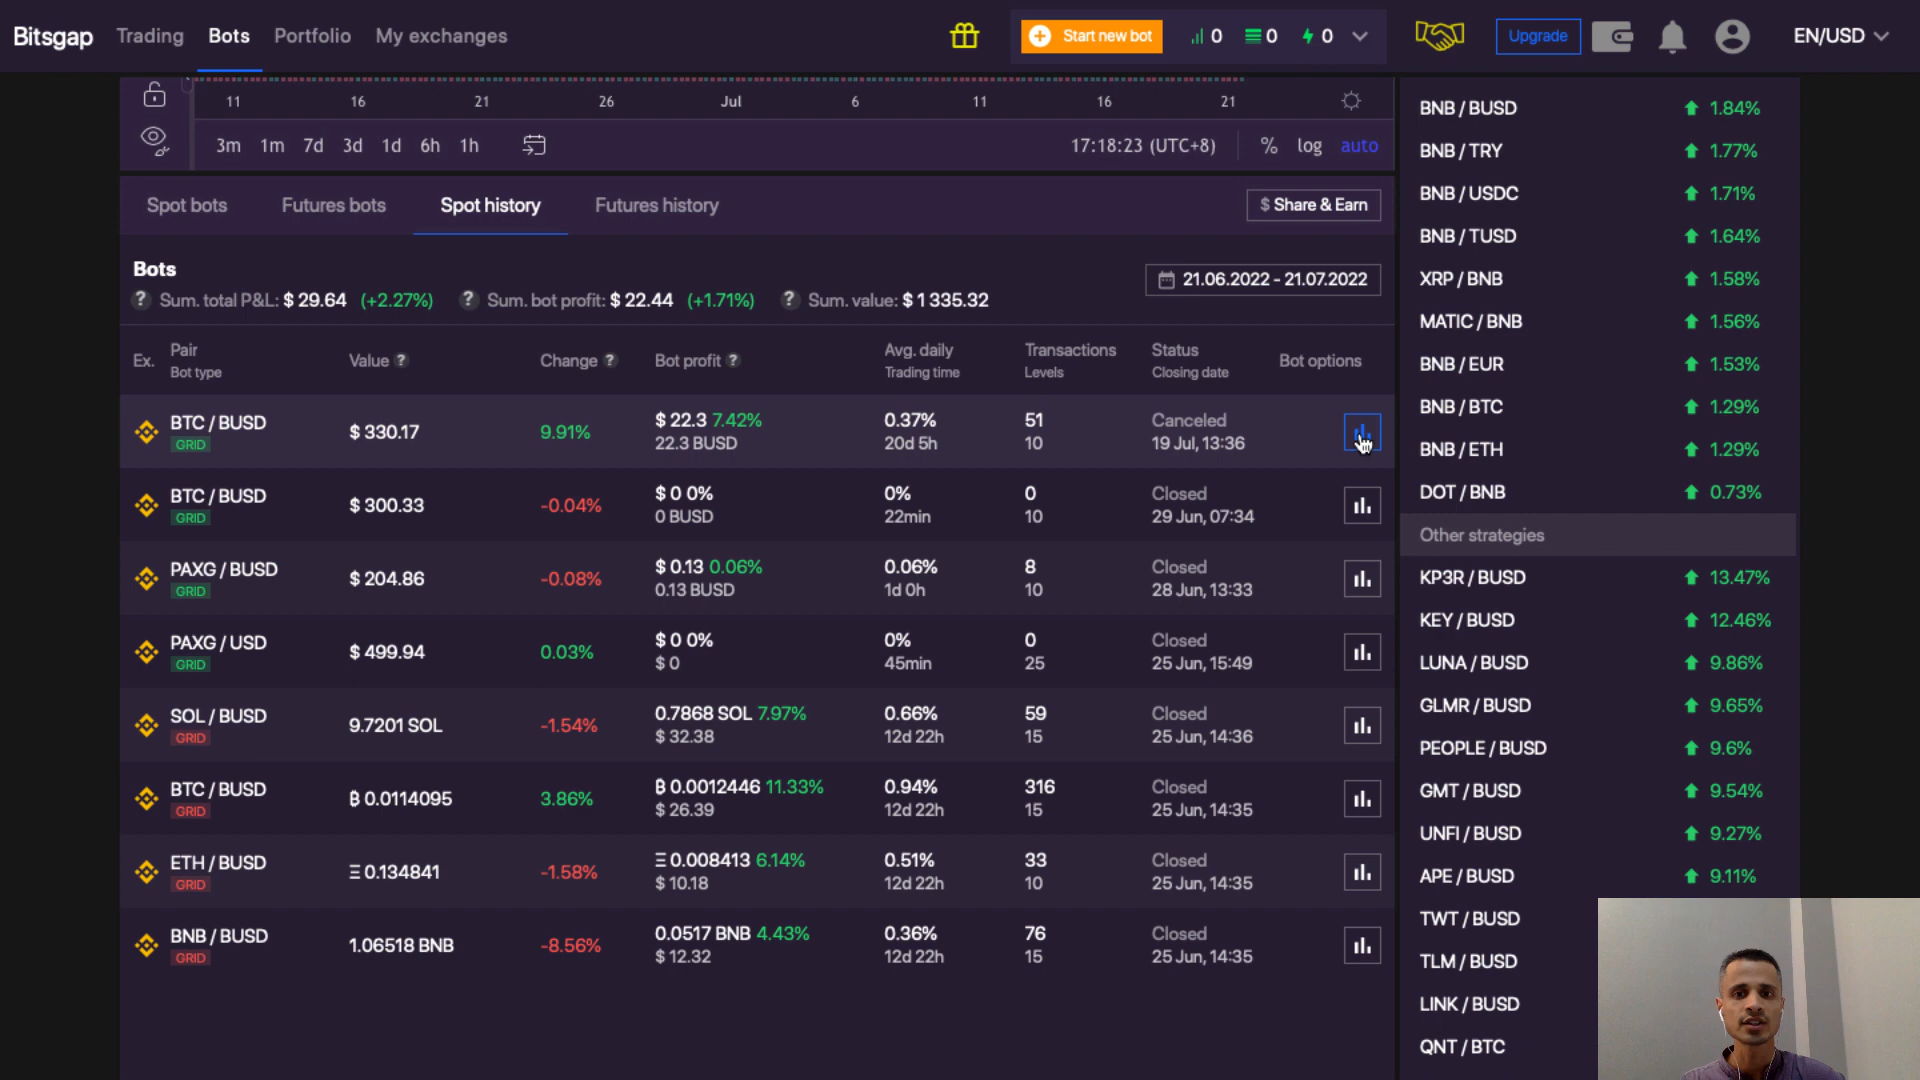 Bitsgap Trading Bots Portfolio My exchanges Start new bot 0 0 0 Upgrade EN/USD
11 16 21 26 Jul 6 11 16 21
3m 1m 7d 3d 1d 6h 1h 17:18:23 (UTC+8) % log auto
Spot bots Futures bots Spot history Futures history $ Share & Earn
Bots
21.06.2022 - 21.07.2022
? Sum. total P&L: $ 29.64 (+2.27%) ? Sum. bot profit: $ 22.44 (+1.71%) ? Sum. value: $ 1 335.32
Ex. Pair Value ? Change ? Bot profit ? Avg. daily Transactions Status Bot options
Bot type Trading time Levels Closing date
BTC / BUSD $ 330.17 9.91% $ 22.3 7.42% 0.37% 51 Canceled
GRID 22.3 BUSD 20d 5h 10 19 Jul, 13:36
BTC / BUSD $ 300.33 -0.04% $ 0 0% 0% 0 Closed
GRID 0 BUSD 22min 10 29 Jun, 07:34
PAXG / BUSD $ 204.86 -0.08% $ 0.13 0.06% 0.06% 8 Closed
GRID 0.13 BUSD 1d 0h 10 28 Jun, 13:33
PAXG / USD $ 499.94 0.03% $ 0 0% 0% 0 Closed
GRID $ 0 45min 25 25 Jun, 15:49
SOL / BUSD 9.7201 SOL -1.54% 0.7868 SOL 7.97% 0.66% 59 Closed
GRID $ 32.38 12d 22h 15 25 Jun, 14:36
BTC / BUSD ₿ 0.0114095 3.86% ₿ 0.0012446 11.33% 0.94% 316 Closed
GRID $ 26.39 12d 22h 15 25 Jun, 14:35
ETH / BUSD Ξ 0.134841 -1.58% Ξ 0.008413 6.14% 0.51% 33 Closed
GRID $ 10.18 12d 22h 10 25 Jun, 14:35
BNB / BUSD 1.06518 BNB -8.56% 0.0517 BNB 4.43% 0.36% 76 Closed
GRID $ 12.32 12d 22h 15 25 Jun, 14:35
BNB / BUSD 1.84%
BNB / TRY 1.77%
BNB / USDC 1.71%
BNB / TUSD 1.64%
XRP / BNB 1.58%
MATIC / BNB 1.56%
BNB / EUR 1.53%
BNB / BTC 1.29%
BNB / ETH 1.29%
DOT / BNB 0.73%
Other strategies
KP3R / BUSD 13.47%
KEY / BUSD 12.46%
LUNA / BUSD 9.86%
GLMR / BUSD 9.65%
PEOPLE / BUSD 9.6%
GMT / BUSD 9.54%
UNFI / BUSD 9.27%
APE / BUSD 9.11%
TWT / BUSD
TLM / BUSD
LINK / BUSD
QNT / BTC